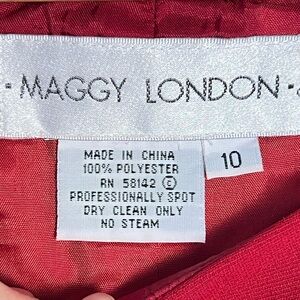 - MAGGY LONDON -
MADE IN CHINA
100% POLYESTER
RN 58142 Ⓒ
PROFESSIONALLY SPOT
DRY CLEAN ONLY
NO STEAM
10